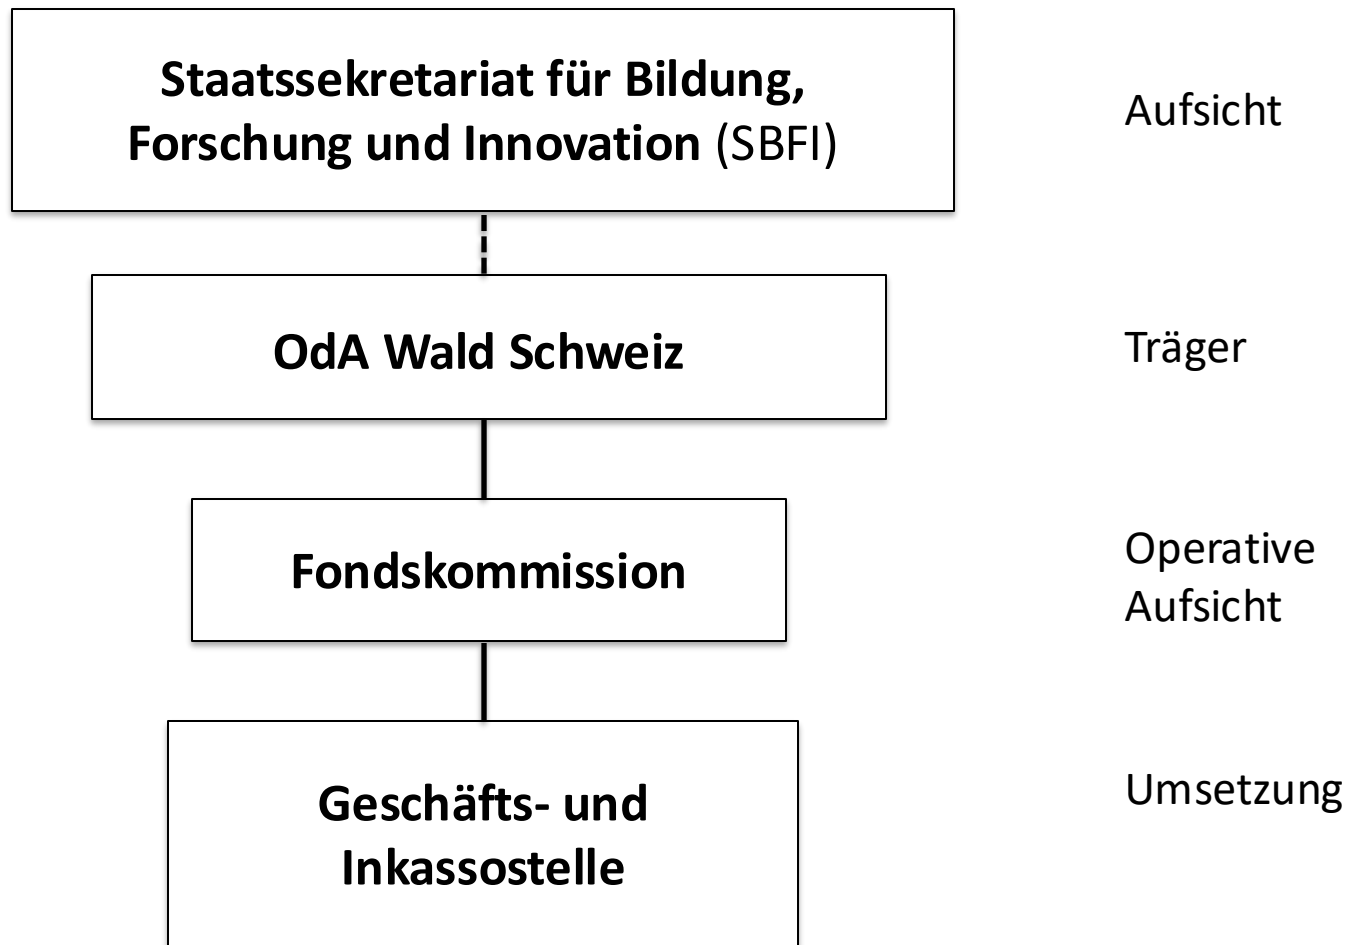 Staatssekretariat für Bildung,
Forschung und Innovation (SBFI)
Aufsicht
OdA Wald Schweiz
Träger
Fondskommission
Operative
Aufsicht
Geschäfts- und
Inkassostelle
Umsetzung